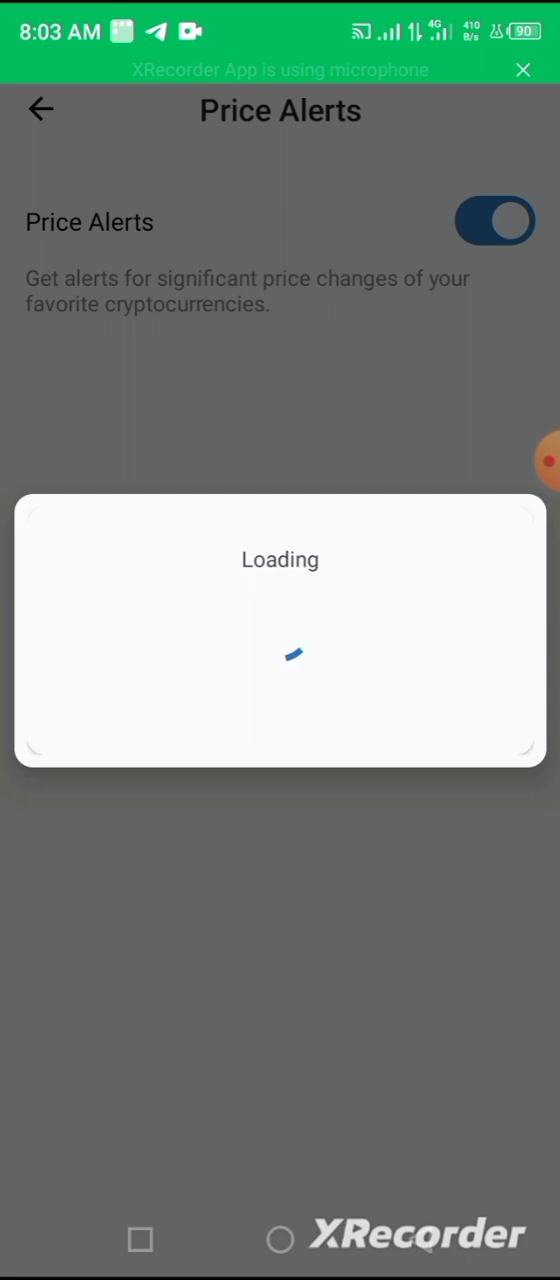 8:03 AM 4G 410 B/s 90
XRecorder App is using microphone
Price Alerts
Price Alerts
Get alerts for significant price changes of your
favorite cryptocurrencies.
Loading
XRecorder